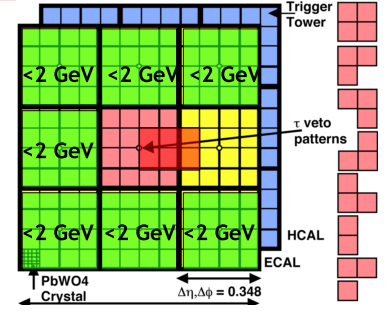 Trigger
Tower
<2 GeV <2 GeV <2 GeV
<2 GeV
τ veto
patterns
<2 GeV <2 GeV <2 GeV
HCAL
ECAL
PbWO4
Crystal
Δη,Δφ = 0.348